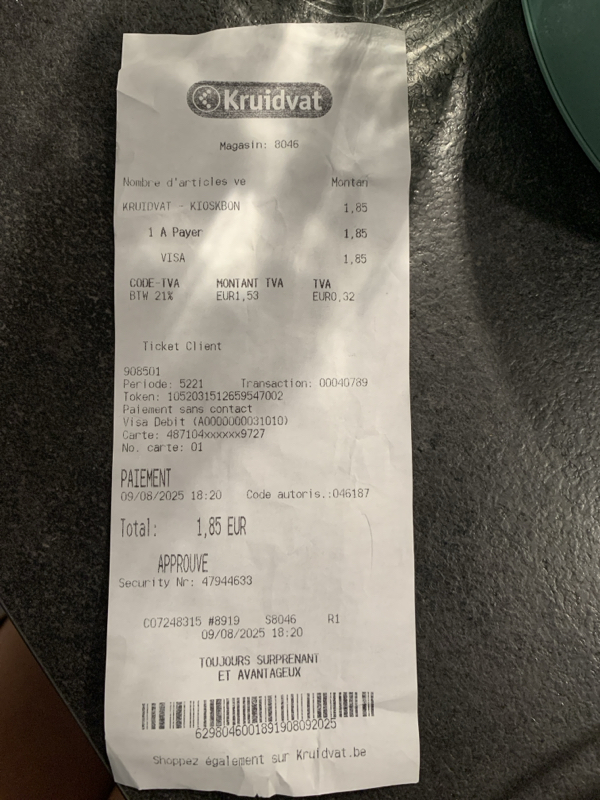 Kruidvat
Magasin: 8046
Nombre d'articles ve Montan
KRUIDVAT - KIOSKBON 1,85
1 A Payer 1,85
VISA 1,85
CODE-TVA MONTANT TVA TVA
BTW 21% EUR1,53 EUR0,32
Ticket Client
908501
Periode: 5221 Transaction: 00040789
Token: 1052031512659547002
Paiement sans contact
Visa Debit (A0000000031010)
Carte: 487104xxxxxx9727
No. carte: 01
PAIEMENT
09/08/2025 18:20 Code autoris.:046187
Total: 1,85 EUR
APPROUVE
Security Nr: 47944633
C07248315 #8919 S8046 R1
09/08/2025 18:20
TOUJOURS SURPRENANT
ET AVANTAGEUX
6298046001891908092025
Shoppez également sur Kruidvat.be